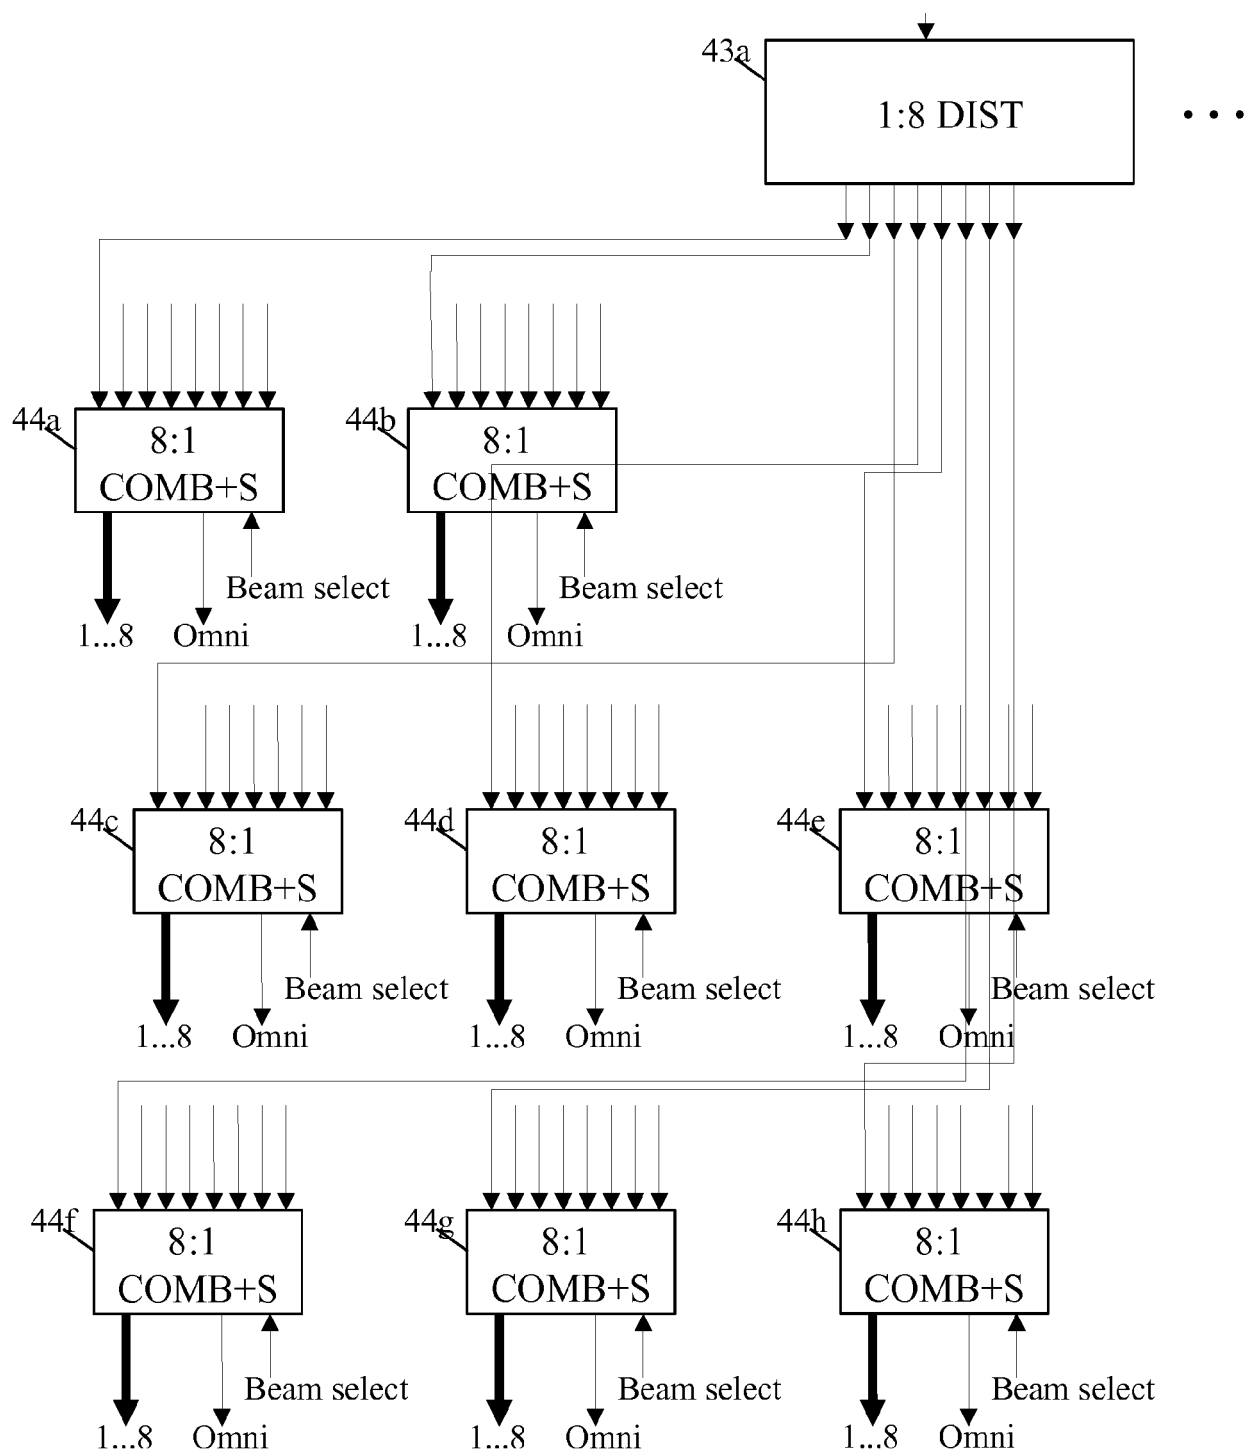 43a
1:8 DIST
. . .
44a
8:1
COMB+S
44b
8:1
COMB+S
Beam select
1...8
Omni
Beam select
1...8
Omni
44c
8:1
COMB+S
44d
8:1
COMB+S
44e
8:1
COMB+S
Beam select
1...8
Omni
Beam select
1...8
Omni
Beam select
1...8
Omni
44f
8:1
COMB+S
44g
8:1
COMB+S
44h
8:1
COMB+S
Beam select
1...8
Omni
Beam select
1...8
Omni
Beam select
1...8
Omni